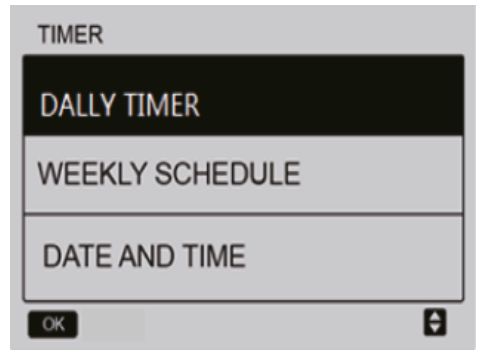 TIMER
DALLY TIMER
WEEKLY SCHEDULE
DATE AND TIME
OK